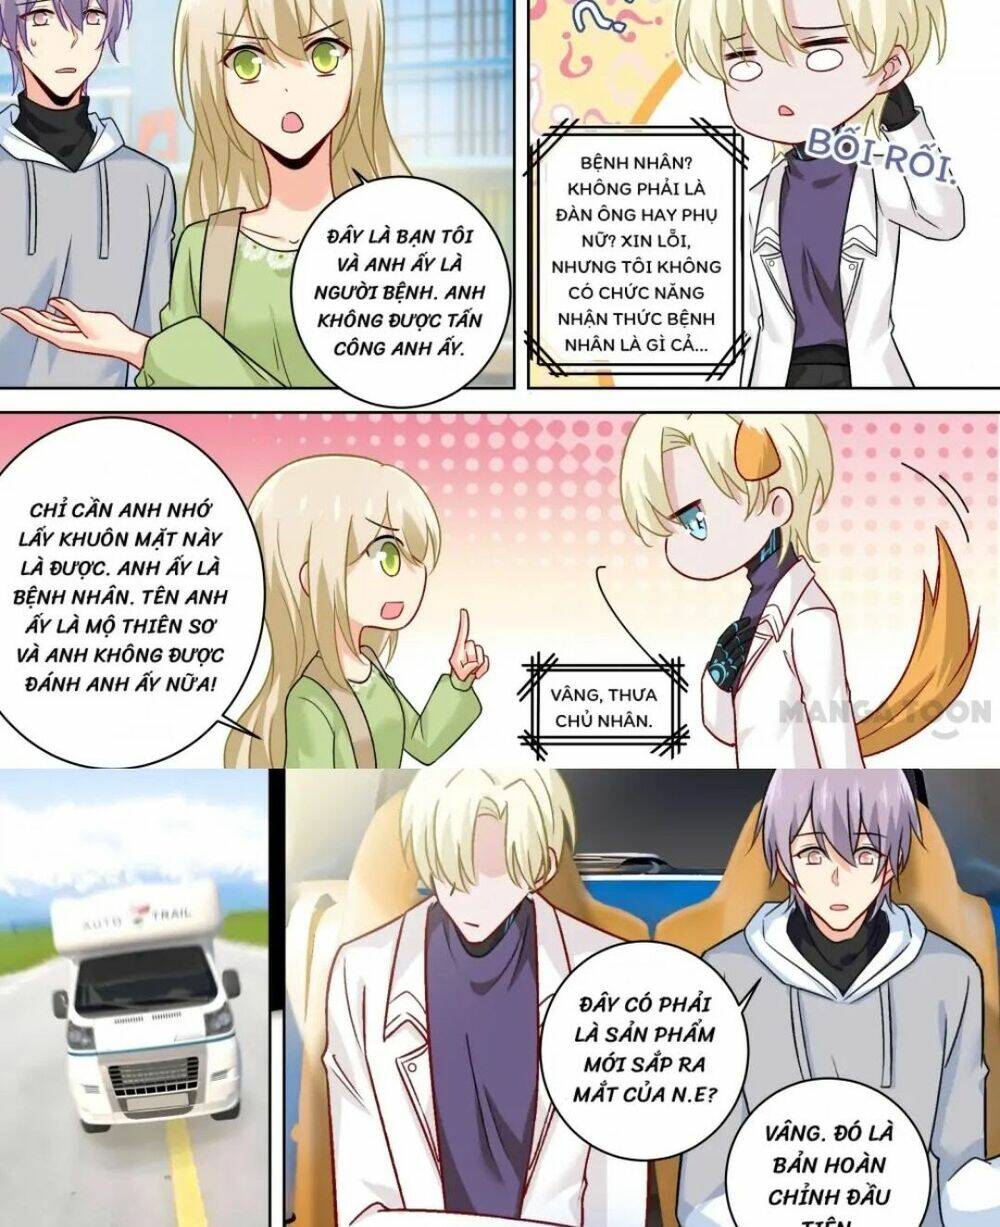 ĐÂY LÀ BẠN TÔI
VÀ ANH ẤY LÀ
NGƯỜI BỆNH. ANH
KHÔNG ĐƯỢC TẤN
CÔNG ANH ẤY.
BỐI RỐI.
BỆNH NHÂN?
KHÔNG PHẢI LÀ
ĐÀN ÔNG HAY PHỤ
NỮ? XIN LỖI,
NHƯNG TÔI KHÔNG
CÓ CHỨC NĂNG
NHẬN THỨC BỆNH
NHÂN LÀ GÌ CẢ...
CHỈ CẦN ANH NHỚ
LẤY KHUÔN MẶT NÀY
LÀ ĐƯỢC. ANH ẤY LÀ
BỆNH NHÂN. TÊN ANH
ẤY LÀ MỘ THIÊN SƠ
VÀ ANH KHÔNG ĐƯỢC
ĐÁNH ANH ẤY NỮA!
VÂNG, THƯA
CHỦ NHÂN.
MANGATOON
AUTO TRAIL
ĐÂY CÓ PHẢI
LÀ SẢN PHẨM
MỚI SẮP RA
MẮT CỦA N.E?
VÂNG. ĐÓ LÀ
BẢN HOÀN
CHỈNH ĐẦU
TIÊN